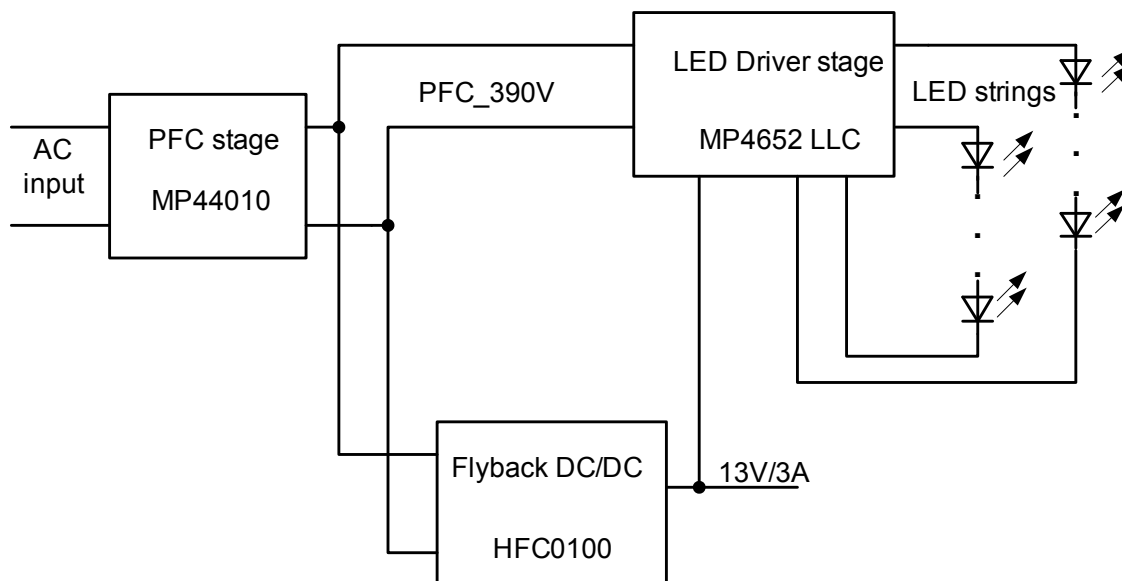 AC
input
PFC stage
MP44010
PFC_390V
LED Driver stage
MP4652 LLC
LED strings
Flyback DC/DC
HFC0100
13V/3A